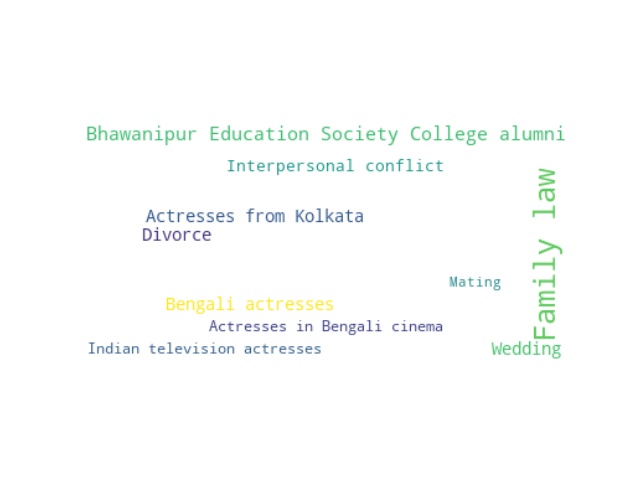 Bhawanipur Education Society College alumni
Interpersonal conflict
Family law
Actresses from Kolkata
Divorce
Mating
Bengali actresses
Actresses in Bengali cinema
Indian television actresses
Wedding